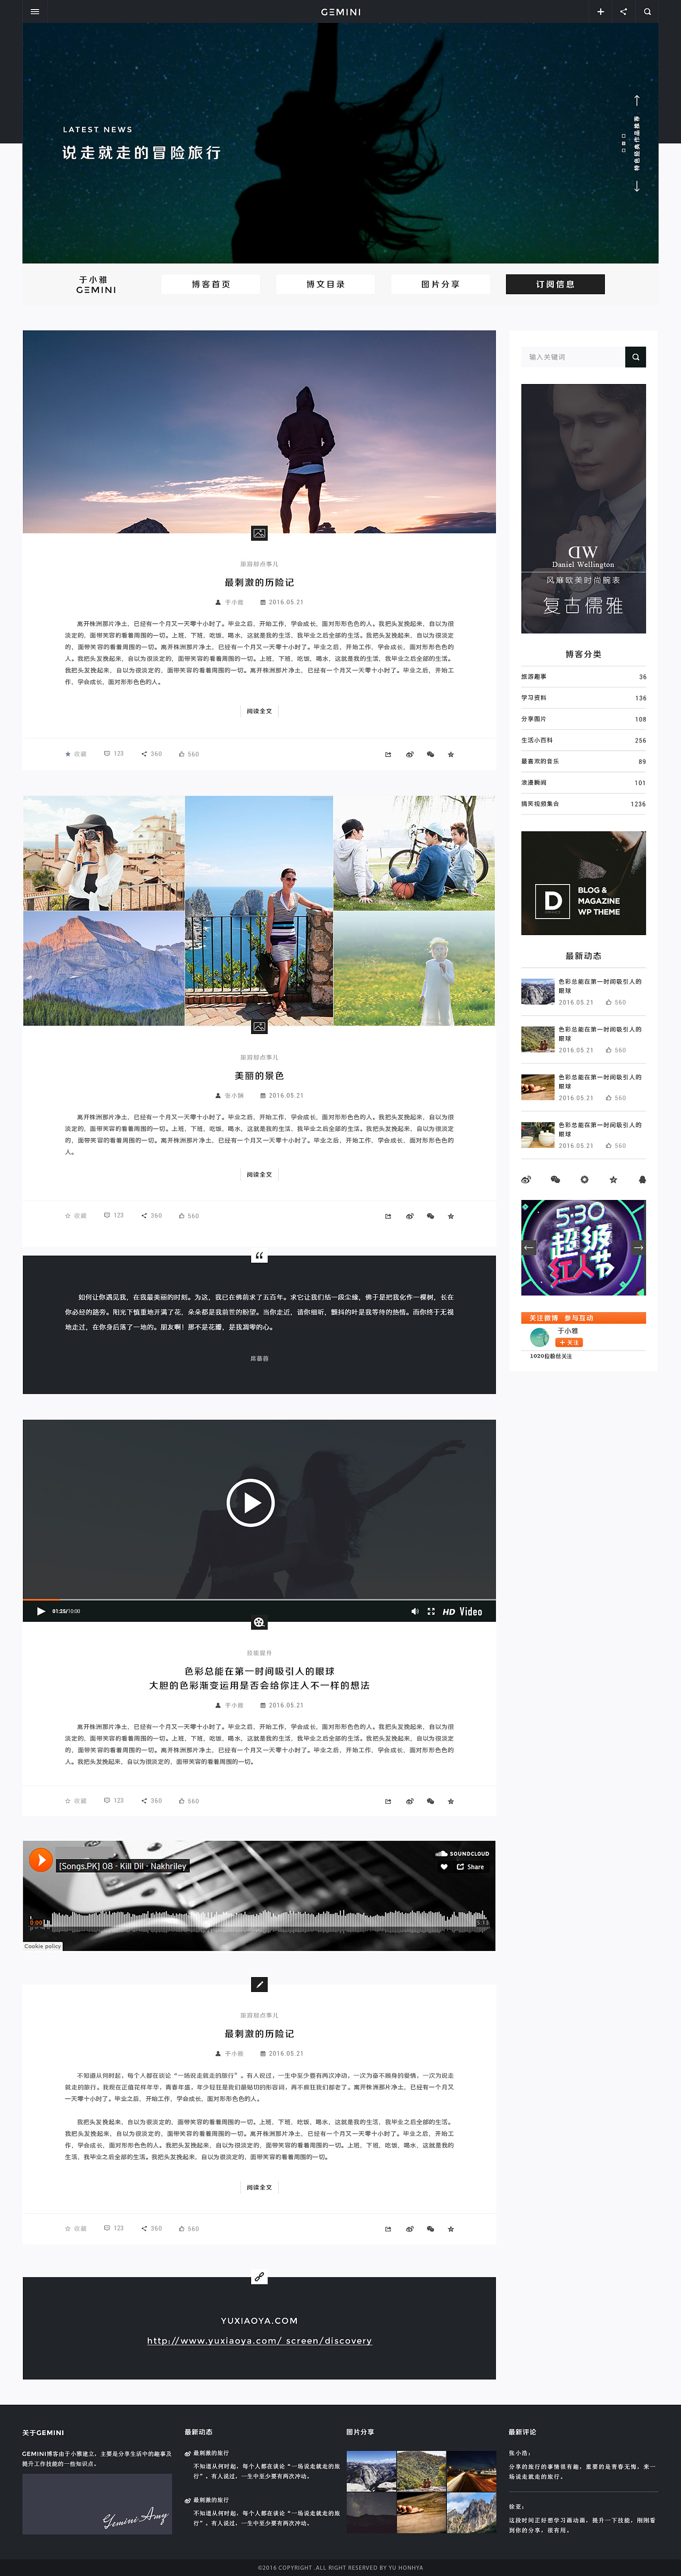 GEMINI
LATEST NEWS
说走就走的冒险旅行
特色经典作品推荐
于小雅
GEMINI
博客首页
博文目录
图片分享
订阅信息
旅游那点事儿
最刺激的历险记
于小雅 2016.05.21
离开株洲那片净土，已经有一个月又一天零十小时了。毕业之后，开始工作，学会成长，面对形形色色的人。我把头发挽起来，自以为很
淡定的，面带笑容的看着周围的一切。上班，下班，吃饭，喝水，这就是我的生活，我毕业之后全部的生活。我把头发挽起来，自以为很淡定
的，面带笑容的看着周围的一切。离开株洲那片净土，已经有一个月又一天零十小时了。毕业之后，开始工作，学会成长，面对形形色色的
人。我把头发挽起来，自以为很淡定的，面带笑容的看着周围的一切。上班，下班，吃饭，喝水，这就是我的生活，我毕业之后全部的生活。
我把头发挽起来，自以为很淡定的，面带笑容的看着周围的一切。离开株洲那片净土，已经有一个月又一天零十小时了。毕业之后，开始工
作，学会成长，面对形形色色的人。
阅读全文
收藏 123 360 560
旅游那点事儿
美丽的景色
张小娴 2016.05.21
离开株洲那片净土，已经有一个月又一天零十小时了。毕业之后，开始工作，学会成长，面对形形色色的人。我把头发挽起来，自以为很
淡定的，面带笑容的看着周围的一切。上班，下班，吃饭，喝水，这就是我的生活，我毕业之后全部的生活。我把头发挽起来，自以为很淡定
的，面带笑容的看着周围的一切。离开株洲那片净土，已经有一个月又一天零十小时了。毕业之后，开始工作，学会成长，面对形形色色的
人。
阅读全文
收藏 123 360 560
如何让你遇见我，在我最美丽的时刻。为这，我已在佛前求了五百年。求它让我们结一段尘缘，佛于是把我化作一棵树，长在
你必经的路旁。阳光下慎重地开满了花，朵朵都是我前世的盼望。当你走近，请你细听，颤抖的叶是我等待的热情。而你终于无视
地走过，在你身后落了一地的。朋友啊！那不是花瓣，是我凋零的心。
席慕蓉
01:25/10:00
HD Video
技能提升
色彩总能在第一时间吸引人的眼球
大胆的色彩渐变运用是否会给你注入不一样的想法
于小雅 2016.05.21
离开株洲那片净土，已经有一个月又一天零十小时了。毕业之后，开始工作，学会成长，面对形形色色的人。我把头发挽起来，自以为很
淡定的，面带笑容的看着周围的一切。上班，下班，吃饭，喝水，这就是我的生活，我毕业之后全部的生活。我把头发挽起来，自以为很淡定
的，面带笑容的看着周围的一切。离开株洲那片净土，已经有一个月又一天零十小时了。毕业之后，开始工作，学会成长，面对形形色色的
人。我把头发挽起来，自以为很淡定的，面带笑容的看着周围的一切。
收藏 123 360 560
SOUNDCLOUD
[Songs.PK] 08 - Kill Dil - Nakhriley
Share
0:00
5:13
Cookie policy
旅游那点事儿
最刺激的历险记
于小雅 2016.05.21
不知道从何时起，每个人都在谈论“一场说走就走的旅行”。有人说过，一生中至少要有两次冲动，一次为奋不顾身的爱情，一次为说走
就走的旅行。我现在正值花样年华，青春年盛，年少轻狂是我们最贴切的形容词，再不疯狂我们都老了。离开株洲那片净土，已经有一个月又
一天零十小时了。毕业之后，开始工作，学会成长，面对形形色色的人。
我把头发挽起来，自以为很淡定的，面带笑容的看着周围的一切。上班，下班，吃饭，喝水，这就是我的生活，我毕业之后全部的生活。
我把头发挽起来，自以为很淡定的，面带笑容的看着周围的一切。离开株洲那片净土，已经有一个月又一天零十小时了。毕业之后，开始工
作，学会成长，面对形形色色的人。我把头发挽起来，自以为很淡定的，面带笑容的看着周围的一切。上班，下班，吃饭，喝水，这就是我的
生活，我毕业之后全部的生活。我把头发挽起来，自以为很淡定的，面带笑容的看着周围的一切。
阅读全文
收藏 123 360 560
YUXIAOYA.COM
http://www.yuxiaoya.com/ screen/discovery
输入关键词
DW
Daniel Wellington
风靡欧美时尚腕表
复古儒雅
博客分类
旅游趣事 36
学习资料 136
分享图片 108
生活小百科 256
最喜欢的音乐 89
浪漫瞬间 101
搞笑视频集合 1236
D
BLOG &
MAGAZINE
WP THEME
最新动态
色彩总能在第一时间吸引人的
眼球
2016.05.21 560
色彩总能在第一时间吸引人的
眼球
2016.05.21 560
色彩总能在第一时间吸引人的
眼球
2016.05.21 560
色彩总能在第一时间吸引人的
眼球
2016.05.21 560
5:30
超级
红人节
关注微博 参与互动
于小雅
+ 关注
1020位粉丝关注
关于GEMINI
GEMINI博客由于小雅建立，主要是分享生活中的趣事及
提升工作技能的一些知识点。
Gemini Amy
最新动态
最刺激的旅行
不知道从何时起，每个人都在谈论“一场说走就走的旅
行”。有人说过，一生中至少要有两次冲动。
最刺激的旅行
不知道从何时起，每个人都在谈论“一场说走就走的旅
行”。有人说过，一生中至少要有两次冲动。
图片分享
最新评论
张小浩：
分享的旅行的事情很有趣，重要的是青春无悔，来一
场说走就走的旅行。
徐亚：
这段时间正好想学习画动画，提升一下技能，刚刚看
到你的分享，很有用。
©2016 COPYRIGHT .ALL RIGHT RESERVED BY YU HONHYA